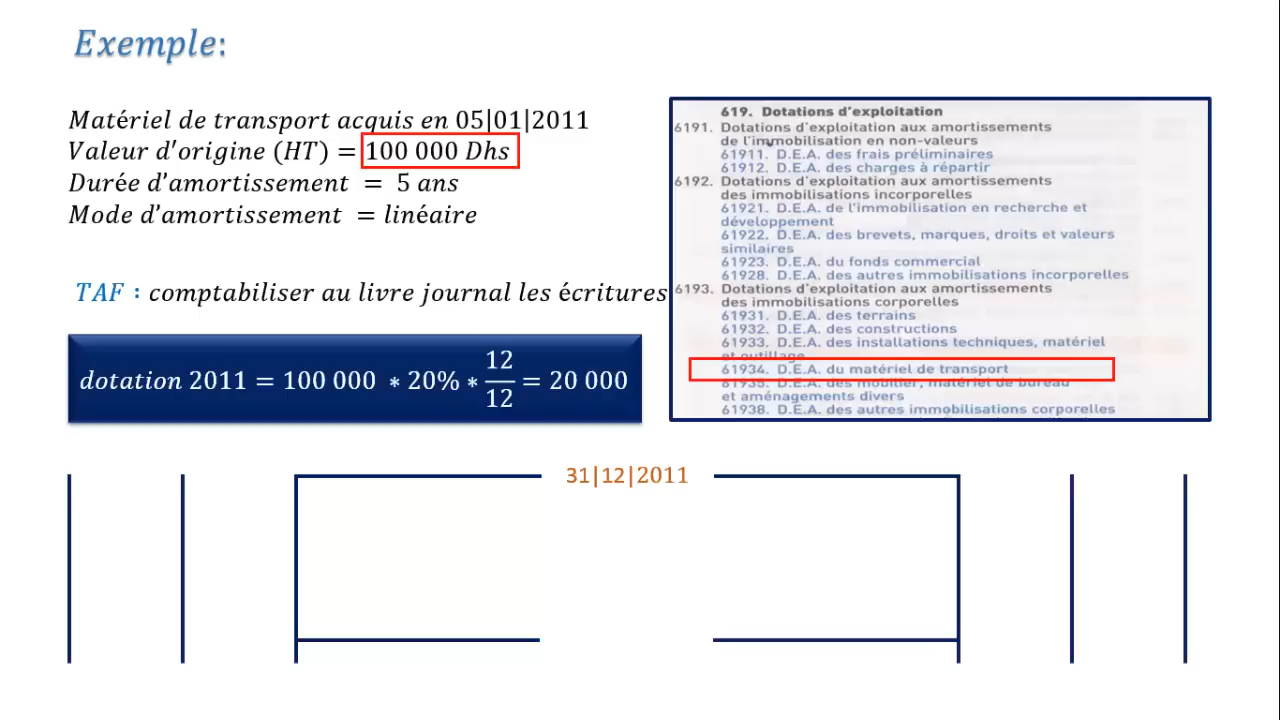 Exemple:
Matériel de transport acquis en 05|01|2011
Valeur d'origine (HT) = 100 000 Dhs
Durée d'amortissement = 5 ans
Mode d'amortissement = linéaire
TAF : comptabiliser au livre journal les écritures
dotation 2011 = 100 000 * 20% * 12/12 = 20 000
619. Dotations d'exploitation
6191. Dotations d'exploitation aux amortissements
de l'immobilisation en non-valeurs
61911. D.E.A. des frais préliminaires
61912. D.E.A. des charges à répartir
6192. Dotations d'exploitation aux amortissements
des immobilisations incorporelles
61921. D.E.A. de l'immobilisation en recherche et
développement
61922. D.E.A. des brevets, marques, droits et valeurs
similaires
61923. D.E.A. du fonds commercial
61928. D.E.A. des autres immobilisations incorporelles
6193. Dotations d'exploitation aux amortissements
des immobilisations corporelles
61931. D.E.A. des terrains
61932. D.E.A. des constructions
61933. D.E.A. des installations techniques, matériel
et outillage
61934. D.E.A. du matériel de transport
61935. D.E.A. des mobilier, matériel de bureau
et aménagements divers
61938. D.E.A. des autres immobilisations corporelles
31|12|2011